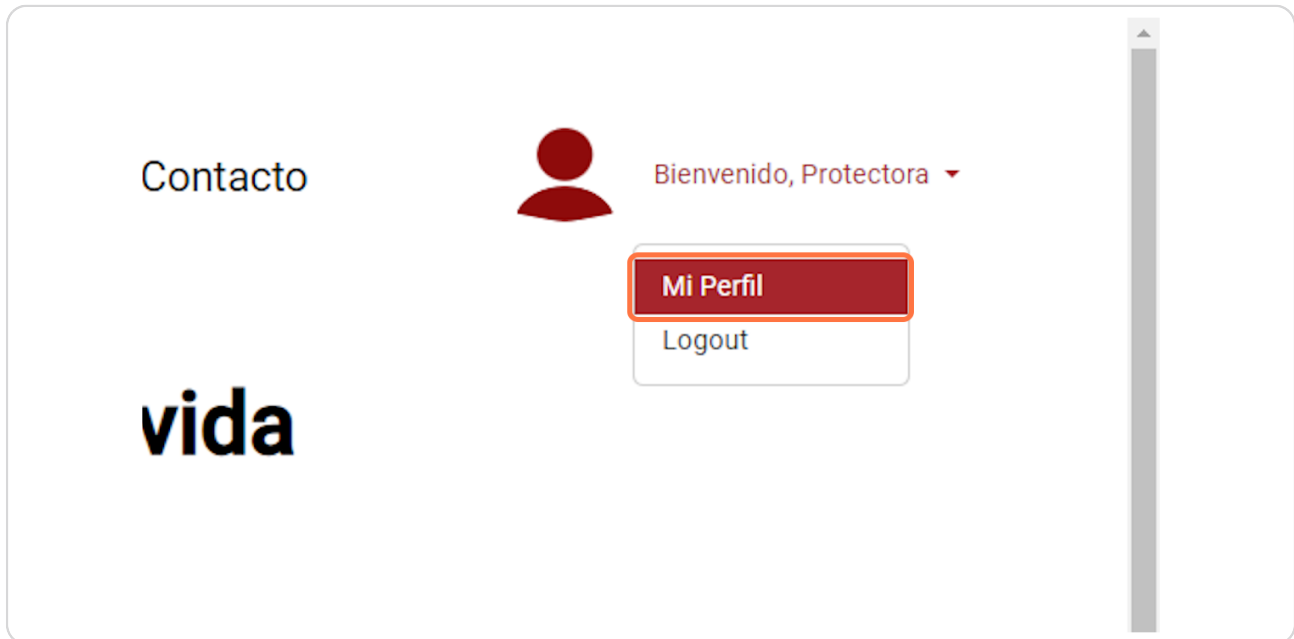 Contacto
Bienvenido, Protectora
Mi Perfil
Logout
vida